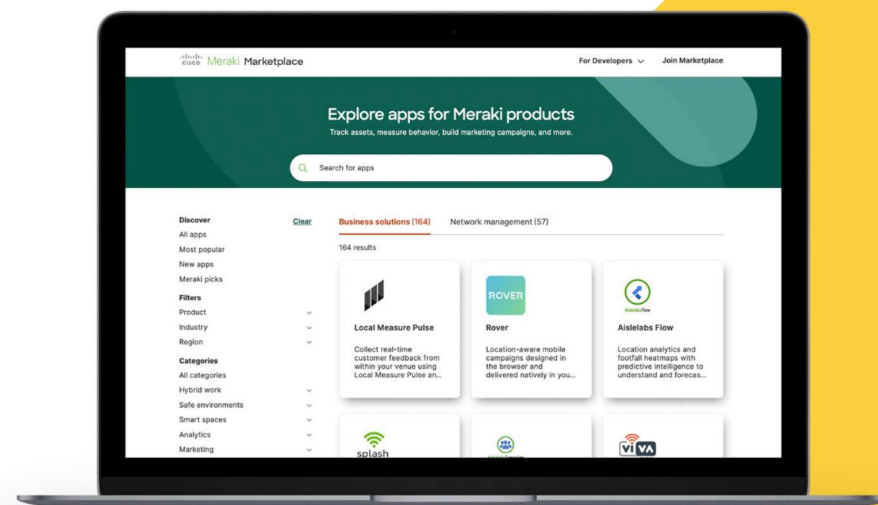 CISCO Meraki Marketplace
For Developers
Join Marketplace
Explore apps for Meraki products
Track assets, measure behavior, build marketing campaigns, and more.
Search for apps
Discover
Clear
All apps
Most popular
New apps
Meraki picks
Filters
Product
Industry
Region
Categories
All categories
Hybrid work
Safe environments
Smart spaces
Analytics
Marketing
Business solutions (164)
Network management (57)
164 results
Local Measure Pulse
Collect real-time
customer feedback from
within your venue using
Local Measure Pulse an...
ROVER
Rover
Location-aware mobile
campaigns designed in
the browser and
delivered natively in you...
Aislelabs Flow
Aislelabs Flow
Location analytics and
footfall heatmaps with
predictive intelligence to
understand and forecas...
splash
viVA